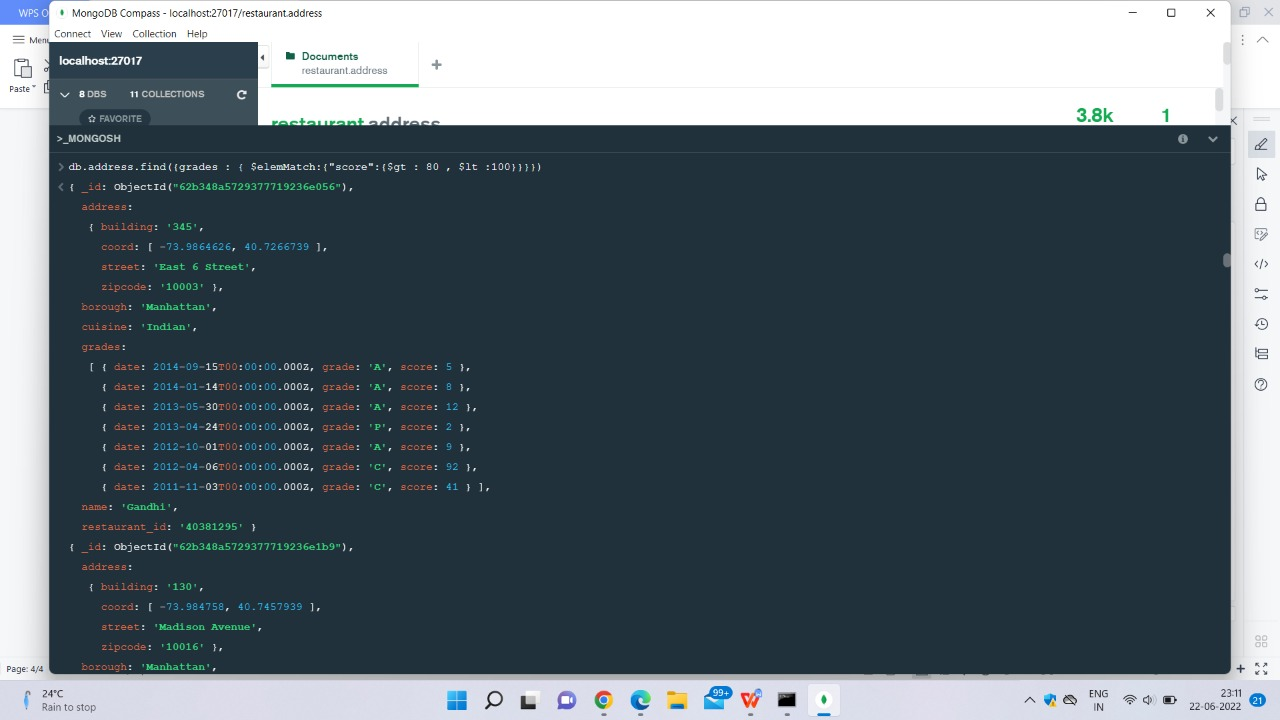 WPS O
MongoDB Compass - localhost:27017/restaurant.address
Menu
Connect View Collection Help
localhost:27017
Documents
restaurant.address
Paste
8 DBS 11 COLLECTIONS
FAVORITE
restaurant.address
3.8k 1
>_MONGOSH
db.address.find({grades : { $elemMatch:{"score":{$gt : 80 , $lt :100}}}})
{ _id: ObjectId("62b348a5729377719236e056"),
address:
{ building: '345',
coord: [ -73.9864626, 40.7266739 ],
street: 'East 6 Street',
zipcode: '10003' },
borough: 'Manhattan',
cuisine: 'Indian',
grades:
[ { date: 2014-09-15T00:00:00.000Z, grade: 'A', score: 5 },
{ date: 2014-01-14T00:00:00.000Z, grade: 'A', score: 8 },
{ date: 2013-05-30T00:00:00.000Z, grade: 'A', score: 12 },
{ date: 2013-04-24T00:00:00.000Z, grade: 'P', score: 2 },
{ date: 2012-10-01T00:00:00.000Z, grade: 'A', score: 9 },
{ date: 2012-04-06T00:00:00.000Z, grade: 'C', score: 92 },
{ date: 2011-11-03T00:00:00.000Z, grade: 'C', score: 41 } ],
name: 'Gandhi',
restaurant_id: '40381295' }
{ _id: ObjectId("62b348a5729377719236e1b9"),
address:
{ building: '130',
coord: [ -73.984758, 40.7457939 ],
street: 'Madison Avenue',
zipcode: '10016' },
borough: 'Manhattan',
Page: 4/4
24°C
Rain to stop
99+
ENG
IN
23:11
22-06-2022
21